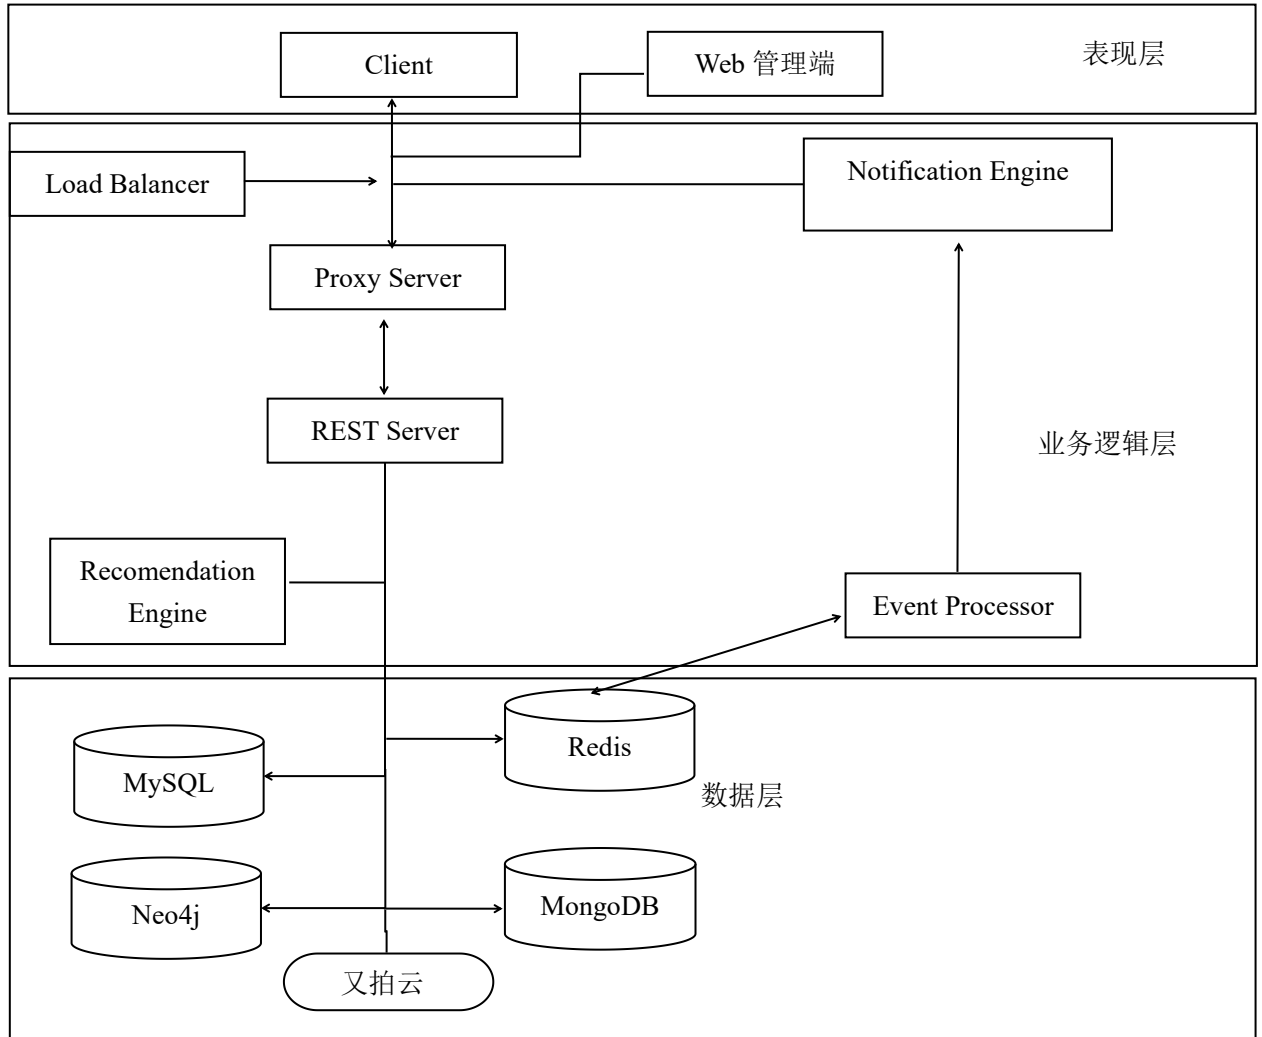 Client
Web 管理端
表现层
Load Balancer
Notification Engine
Proxy Server
REST Server
业务逻辑层
Recomendation
Engine
Event Processor
Redis
MySQL
数据层
Neo4j
MongoDB
又拍云